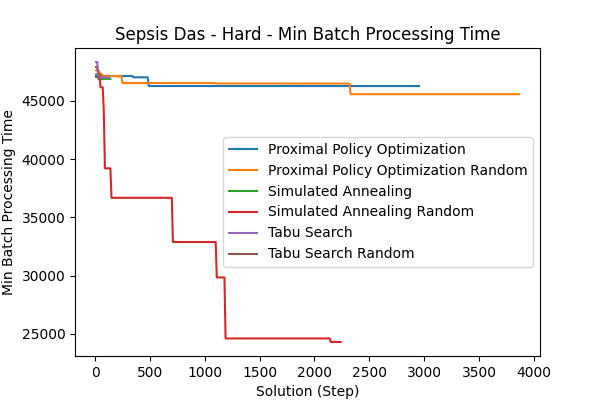 Sepsis Das - Hard - Min Batch Processing Time
Min Batch Processing Time
45000
40000
35000
30000
25000
Proximal Policy Optimization
Proximal Policy Optimization Random
Simulated Annealing
Simulated Annealing Random
Tabu Search
Tabu Search Random
0 500 1000 1500 2000 2500 3000 3500 4000
Solution (Step)